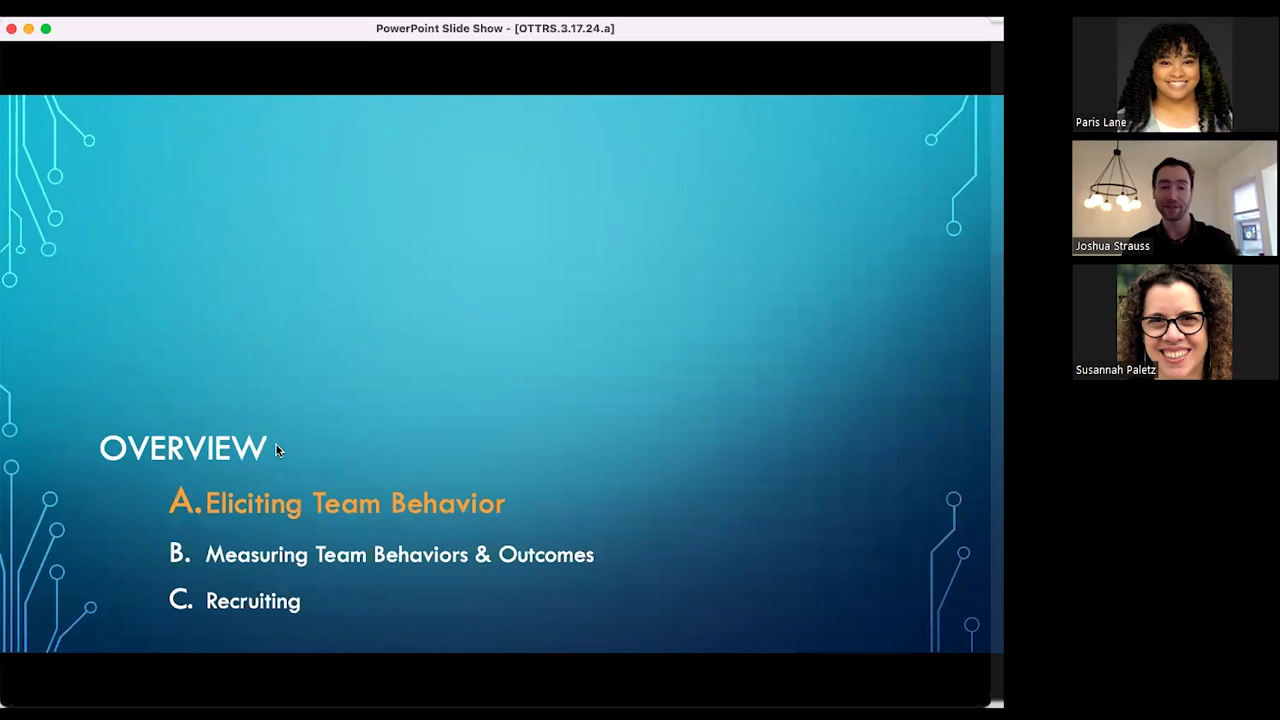 PowerPoint Slide Show - [OTTRS.3.17.24.a]
OVERVIEW
A. Eliciting Team Behavior
B. Measuring Team Behaviors & Outcomes
C. Recruiting
Paris Lane
Joshua Strauss
Susannah Paletz